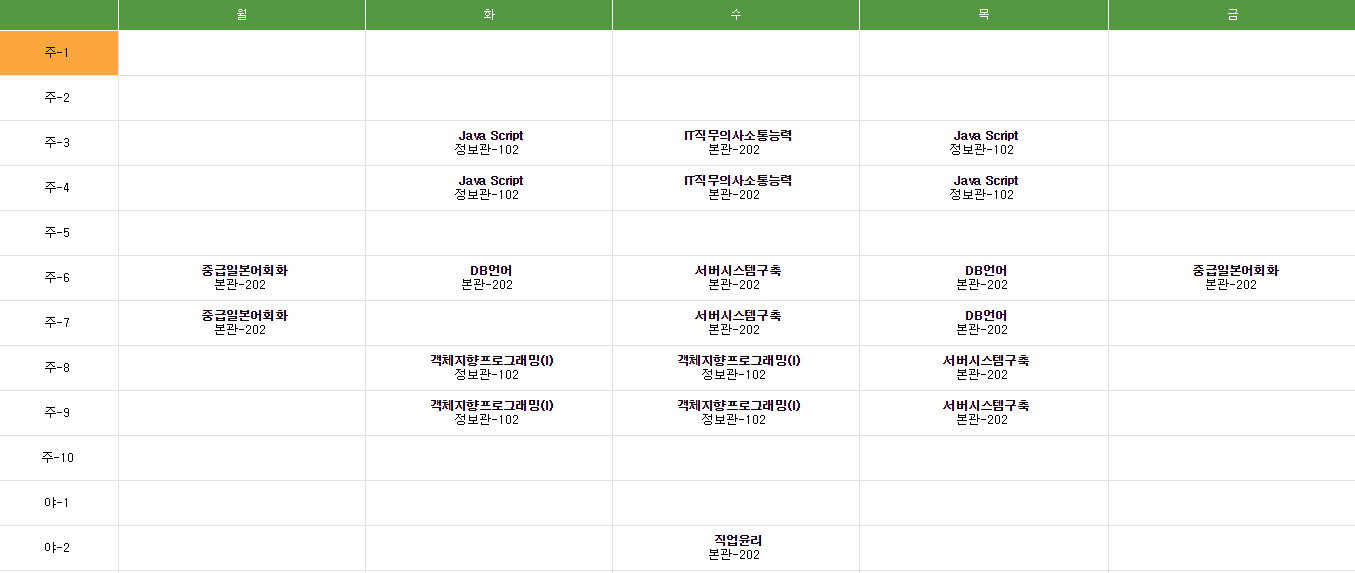 월 화 수 목 금
주-1
주-2
주-3 Java Script IT직무의사소통능력 Java Script
정보관-102 본관-202 정보관-102
주-4 Java Script IT직무의사소통능력 Java Script
정보관-102 본관-202 정보관-102
주-5
주-6 중급일본어회화 DB언어 서버시스템구축 DB언어 중급일본어회화
본관-202 본관-202 본관-202 본관-202 본관-202
주-7 중급일본어회화 서버시스템구축 DB언어
본관-202 본관-202 본관-202
주-8 객체지향프로그래밍(I) 객체지향프로그래밍(I) 서버시스템구축
정보관-102 정보관-102 본관-202
주-9 객체지향프로그래밍(I) 객체지향프로그래밍(I) 서버시스템구축
정보관-102 정보관-102 본관-202
주-10
야-1
야-2 직업윤리
본관-202